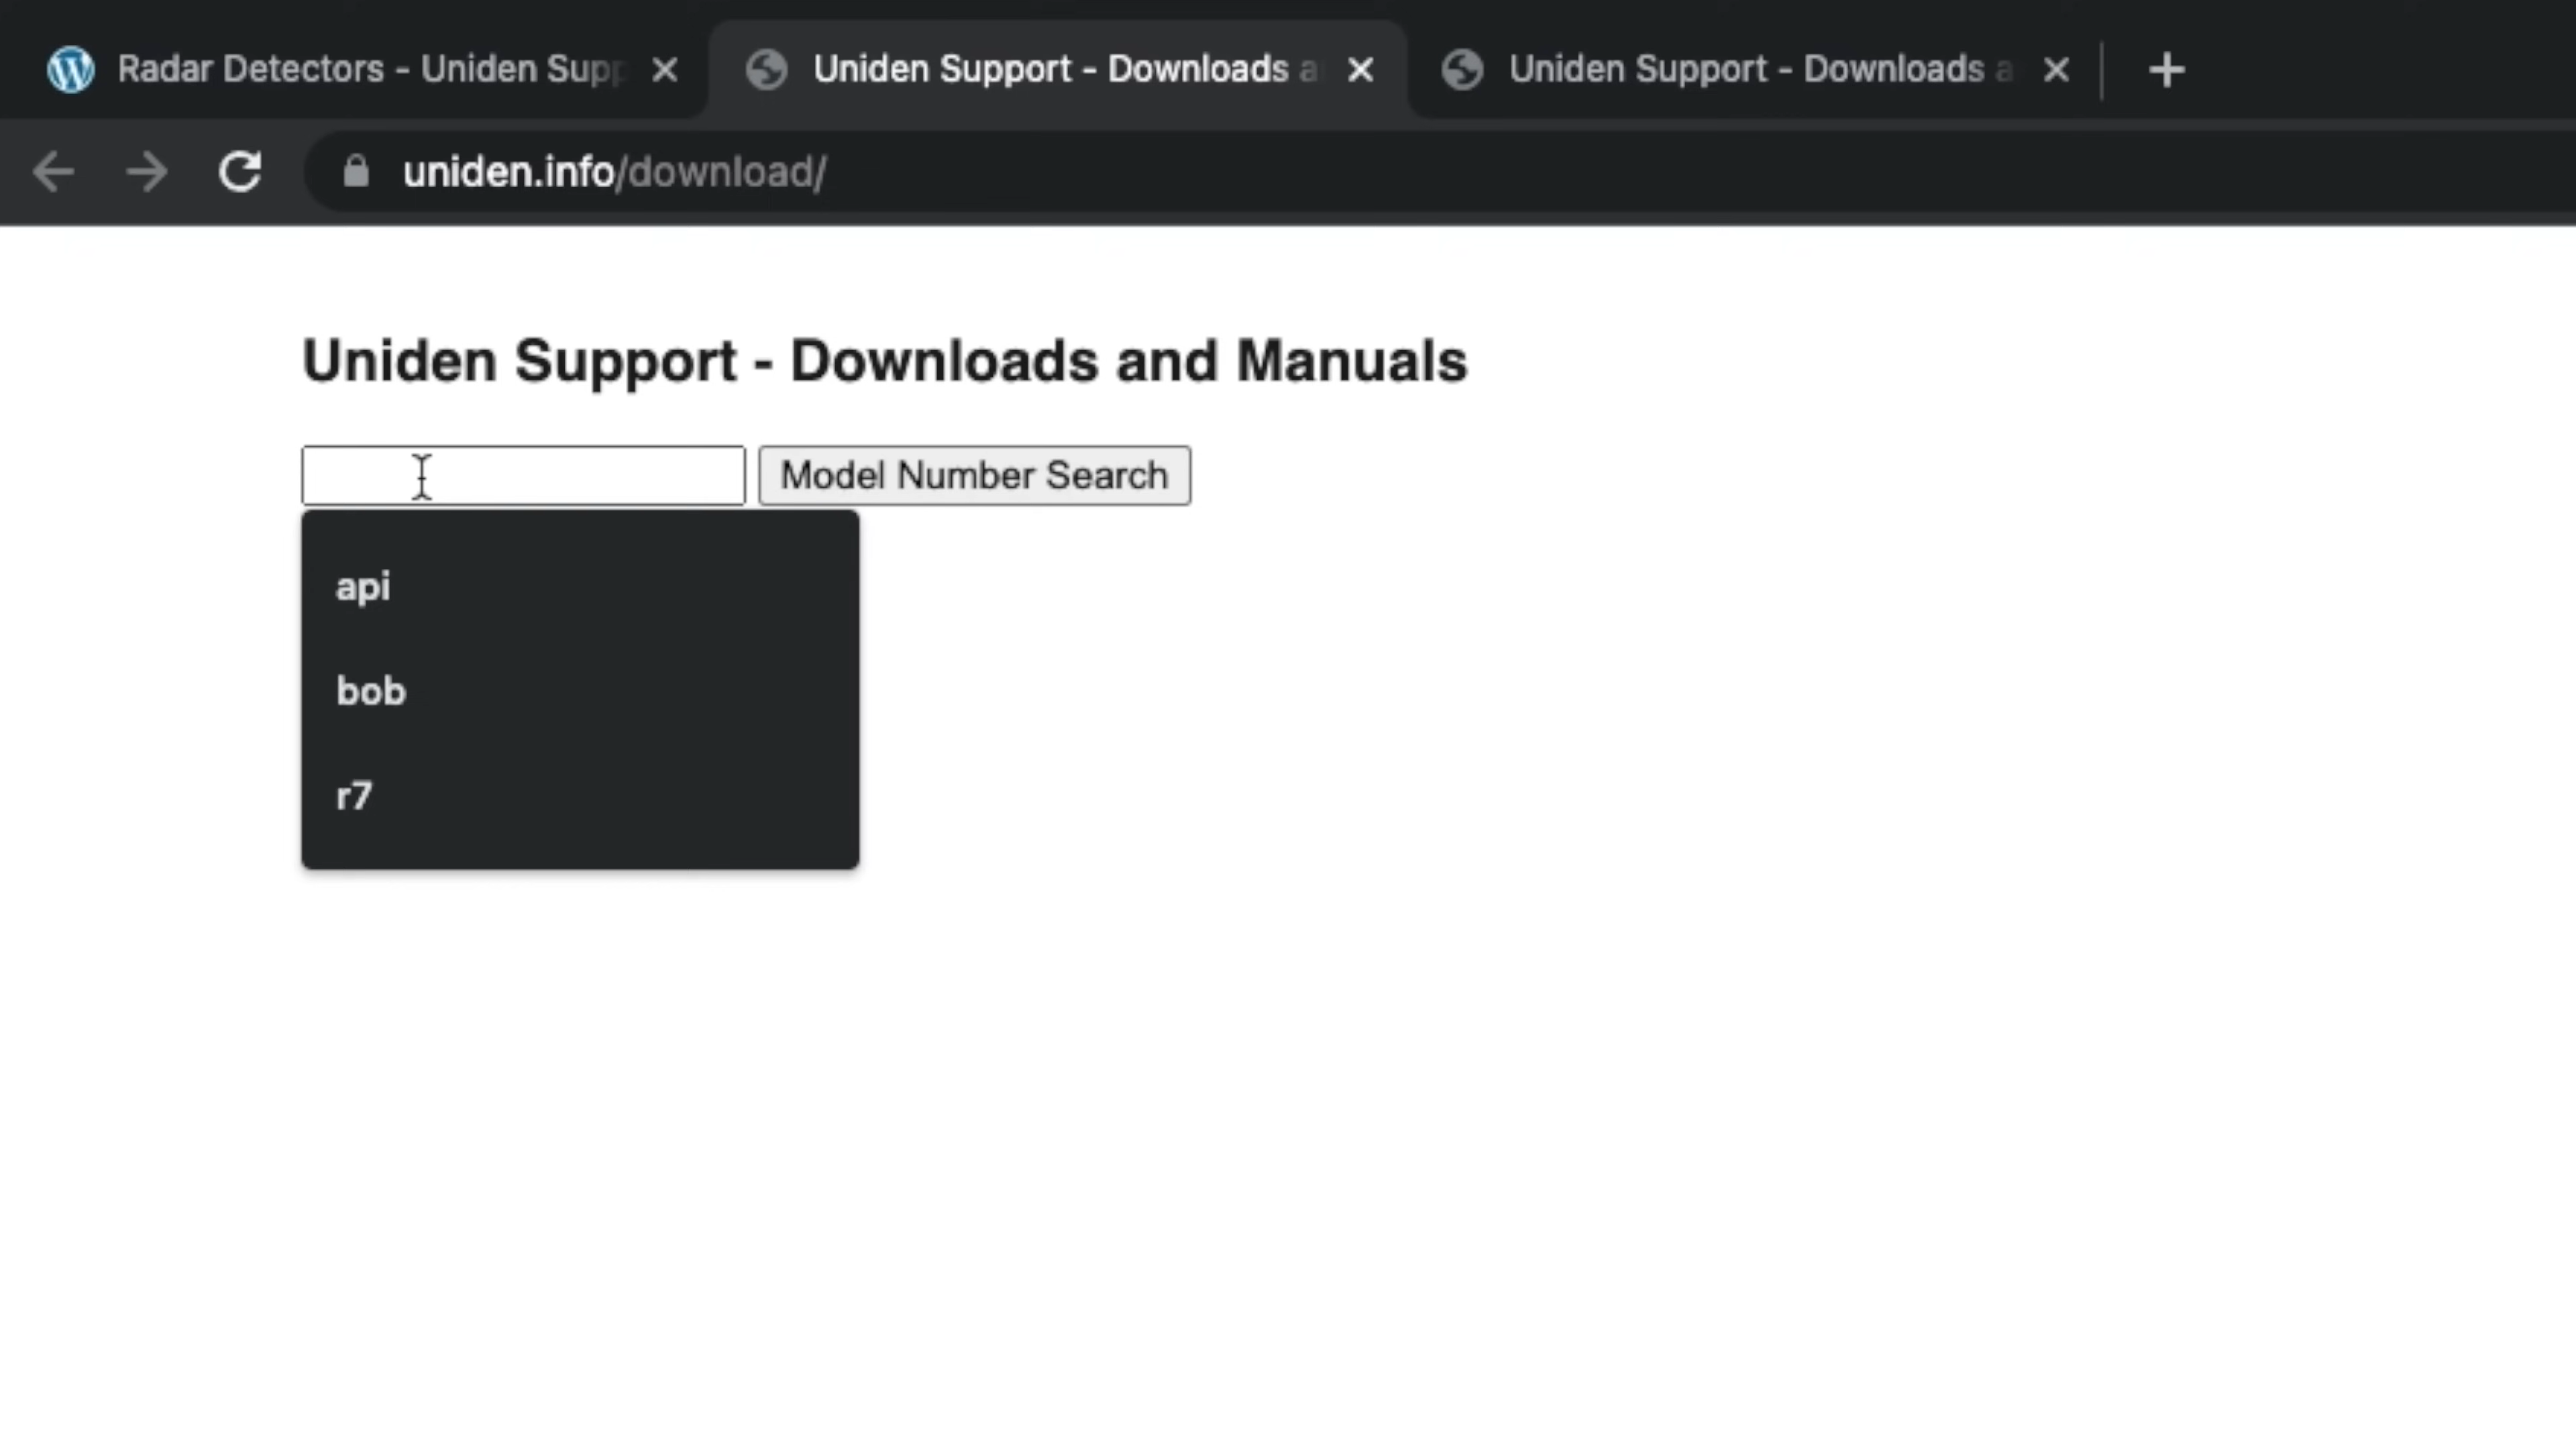 Radar Detectors - Uniden Supp
Uniden Support - Downloads a
Uniden Support - Downloads a
uniden.info/download/
Uniden Support - Downloads and Manuals
Model Number Search
api
bob
r7